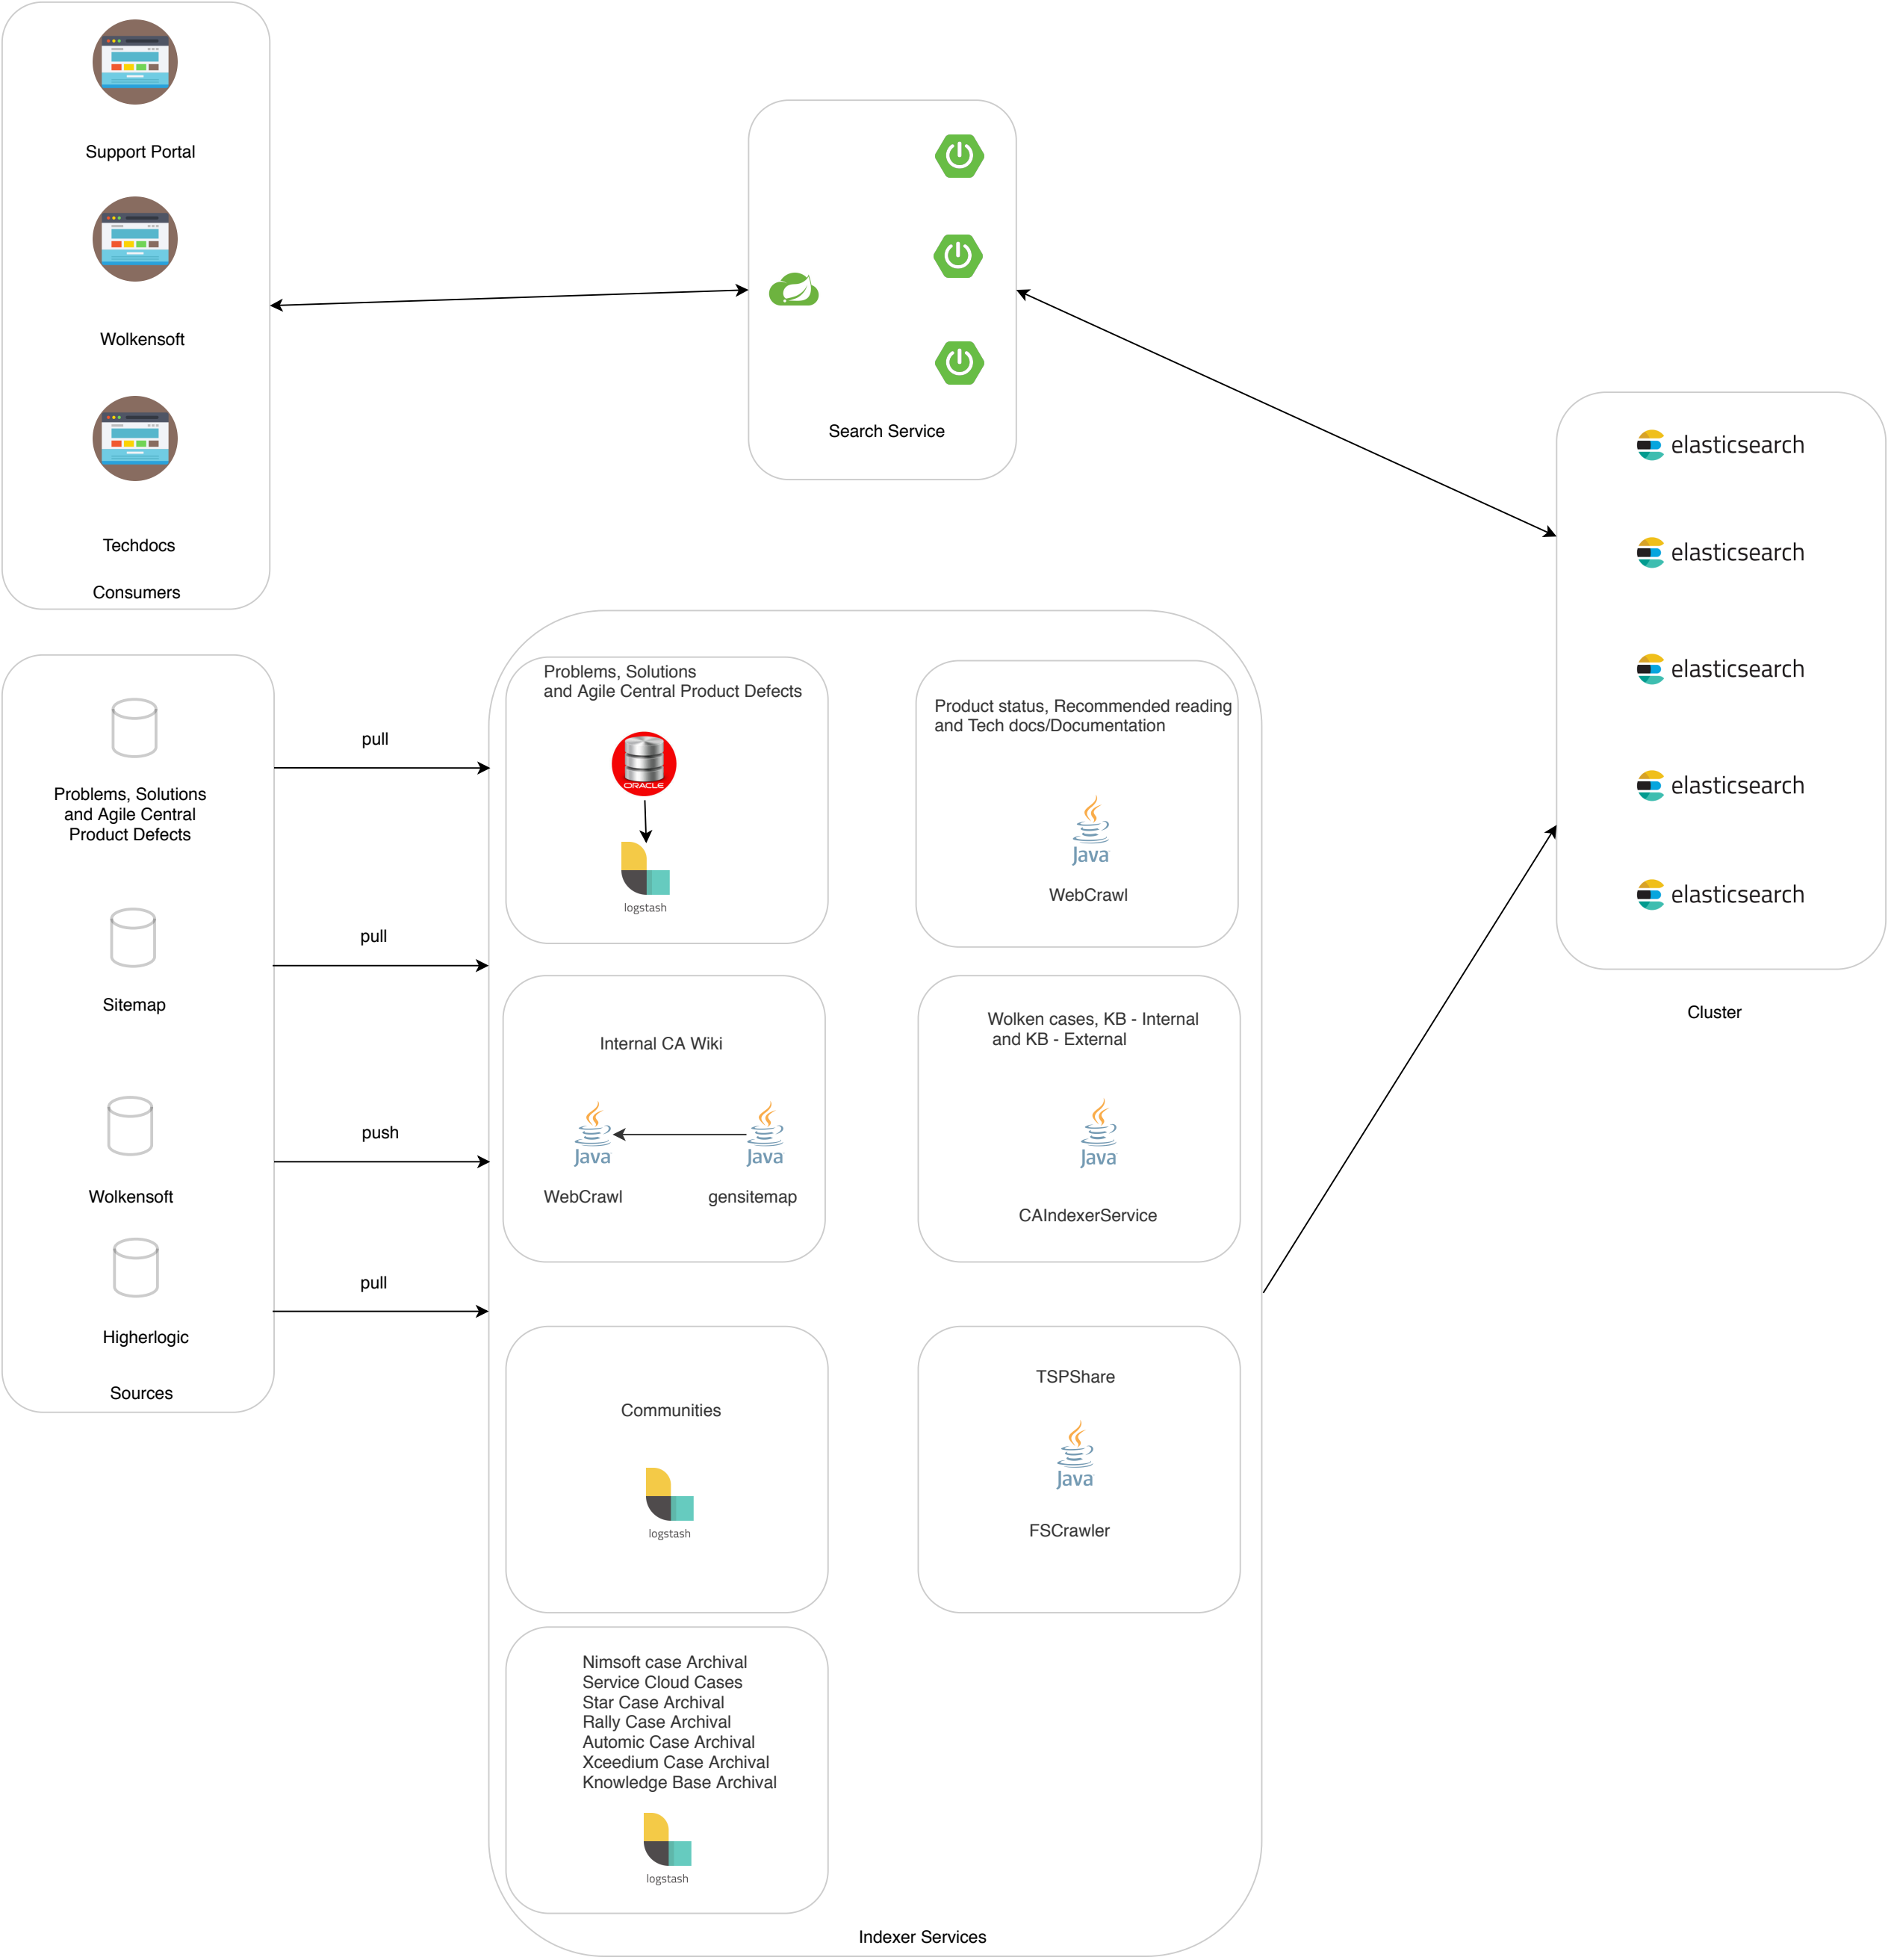 Support Portal
Wolkensoft
Techdocs
Consumers
Search Service
elasticsearch
elasticsearch
elasticsearch
elasticsearch
elasticsearch
Cluster
Problems, Solutions
and Agile Central
Product Defects
Sitemap
Wolkensoft
Higherlogic
Sources
pull
pull
push
pull
Problems, Solutions
and Agile Central Product Defects
ORACLE
logstash
Product status, Recommended reading
and Tech docs/Documentation
Java
WebCrawl
Internal CA Wiki
Java
Java
WebCrawl
gensitemap
Wolken cases, KB - Internal
and KB - External
Java
CAIndexerService
Communities
logstash
TSPShare
Java
FSCrawler
Nimsoft case Archival
Service Cloud Cases
Star Case Archival
Rally Case Archival
Automic Case Archival
Xceedium Case Archival
Knowledge Base Archival
logstash
Indexer Services